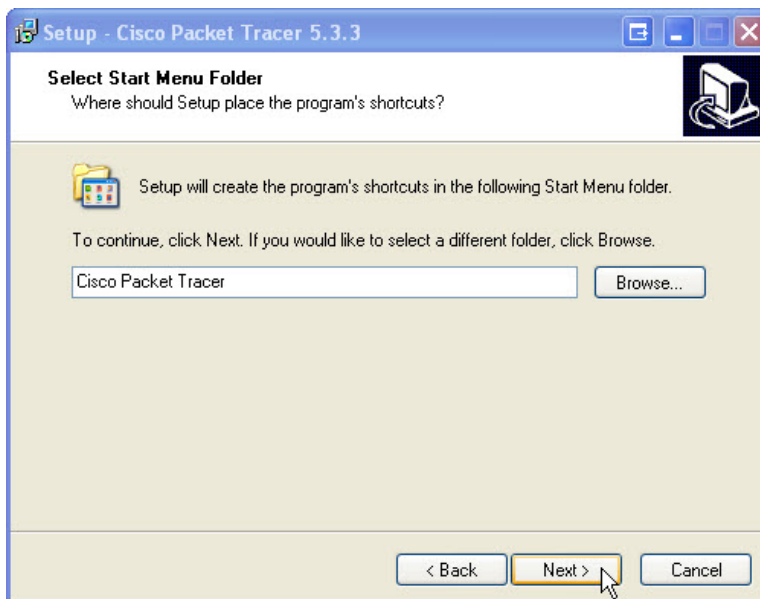 Setup - Cisco Packet Tracer 5.3.3
Select Start Menu Folder
Where should Setup place the program's shortcuts?
Setup will create the program's shortcuts in the following Start Menu folder.
To continue, click Next. If you would like to select a different folder, click Browse.
Cisco Packet Tracer
Browse...
< Back
Next >
Cancel